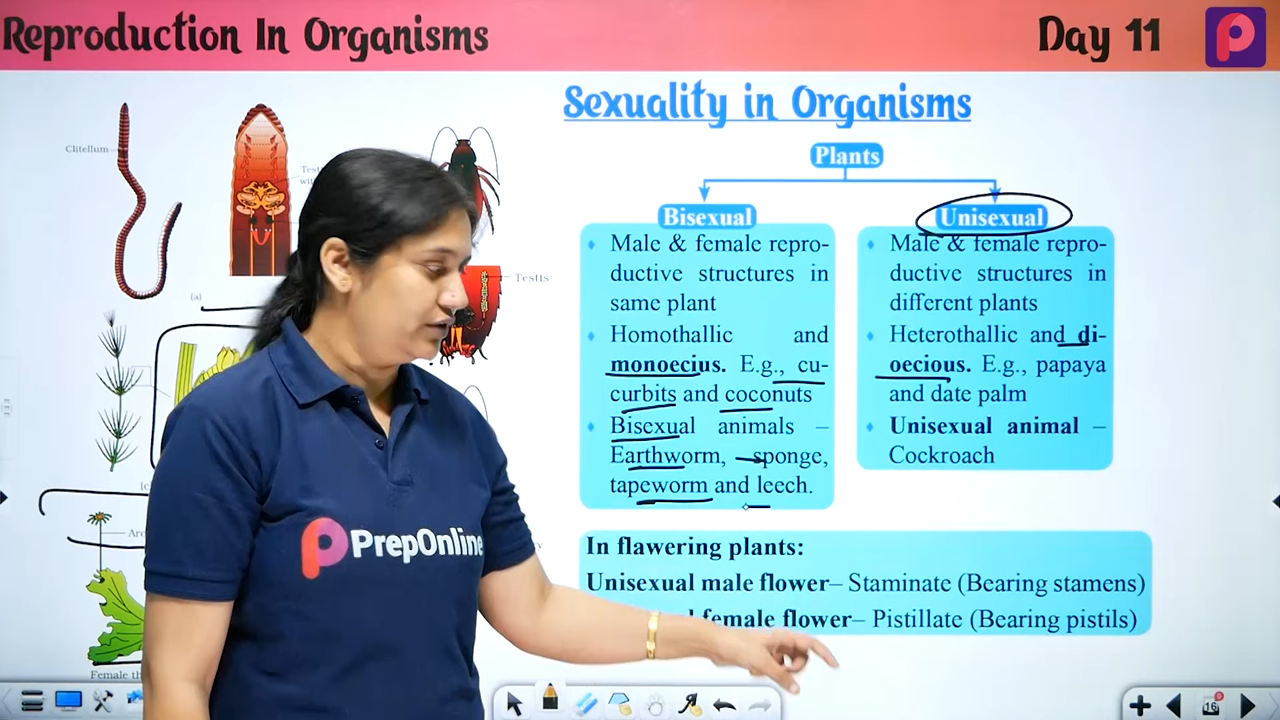 Reproduction In Organisms
Day 11
Sexuality in Organisms
Plants
Bisexual
Male & female repro-
ductive structures in
same plant
Homothallic and
monoecius. E.g., cu-
curbits and coconuts
Bisexual animals –
Earthworm, sponge,
tapeworm and leech.
Unisexual
Male & female repro-
ductive structures in
different plants
Heterothallic and di-
oecious. E.g., papaya
and date palm
Unisexual animal –
Cockroach
In flawering plants:
Unisexual male flower– Staminate (Bearing stamens)
female flower– Pistillate (Bearing pistils)
Clitellum
Testis
(a)
Female
PrepOnline
16